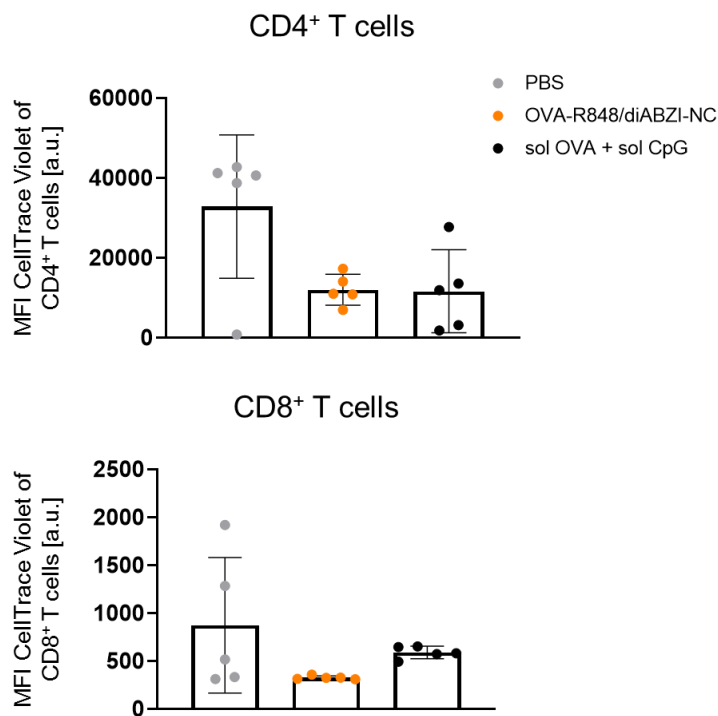 CD4⁺ T cells
PBS
OVA-R848/diABZI-NC
sol OVA + sol CpG
MFI CellTrace Violet of
CD4⁺ T cells [a.u.]
60000
40000
20000
0
CD8⁺ T cells
MFI CellTrace Violet of
CD8⁺ T cells [a.u.]
2500
2000
1500
1000
500
0